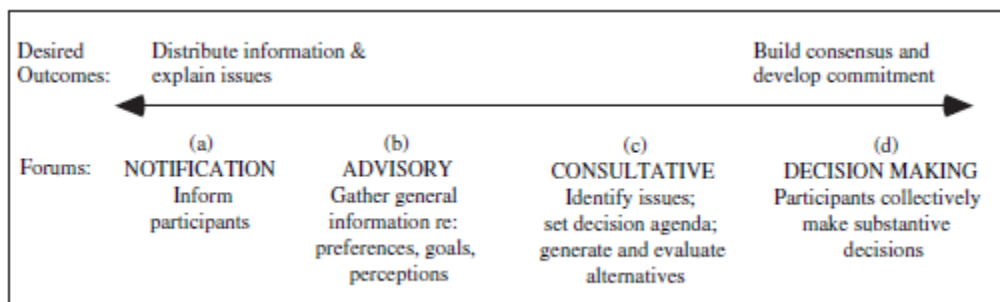 Desired Outcomes:
Distribute information &
explain issues
Build consensus and
develop commitment
Forums:
(a)
NOTIFICATION
Inform
participants
(b)
ADVISORY
Gather general
information re:
preferences, goals,
perceptions
(c)
CONSULTATIVE
Identify issues;
set decision agenda;
generate and evaluate
alternatives
(d)
DECISION MAKING
Participants collectively
make substantive
decisions